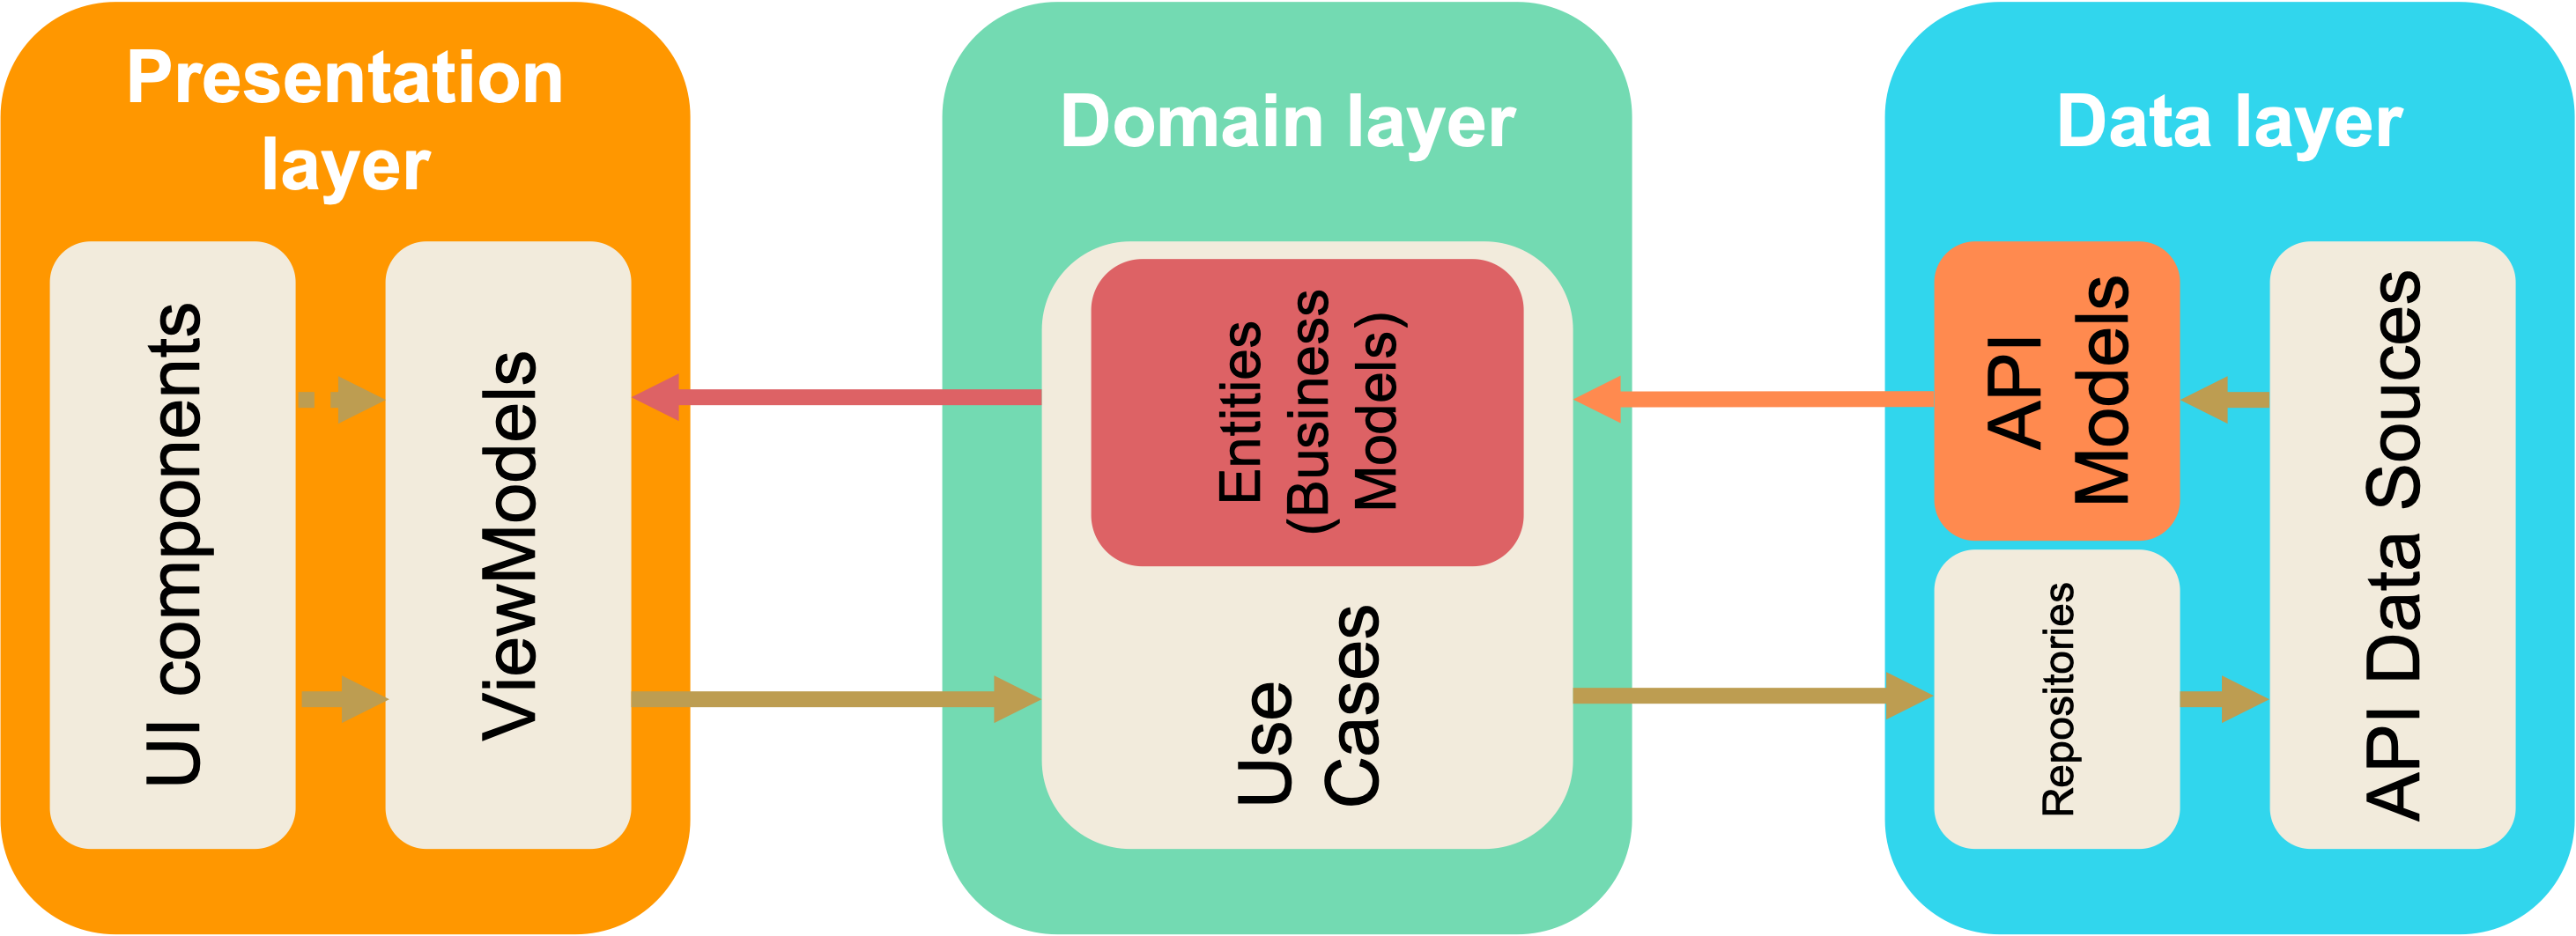 Presentation
layer
UI components
ViewModels
Domain layer
Entities
(Business
Models)
Use
Cases
Data layer
API
Models
Repositories
API Data Souces